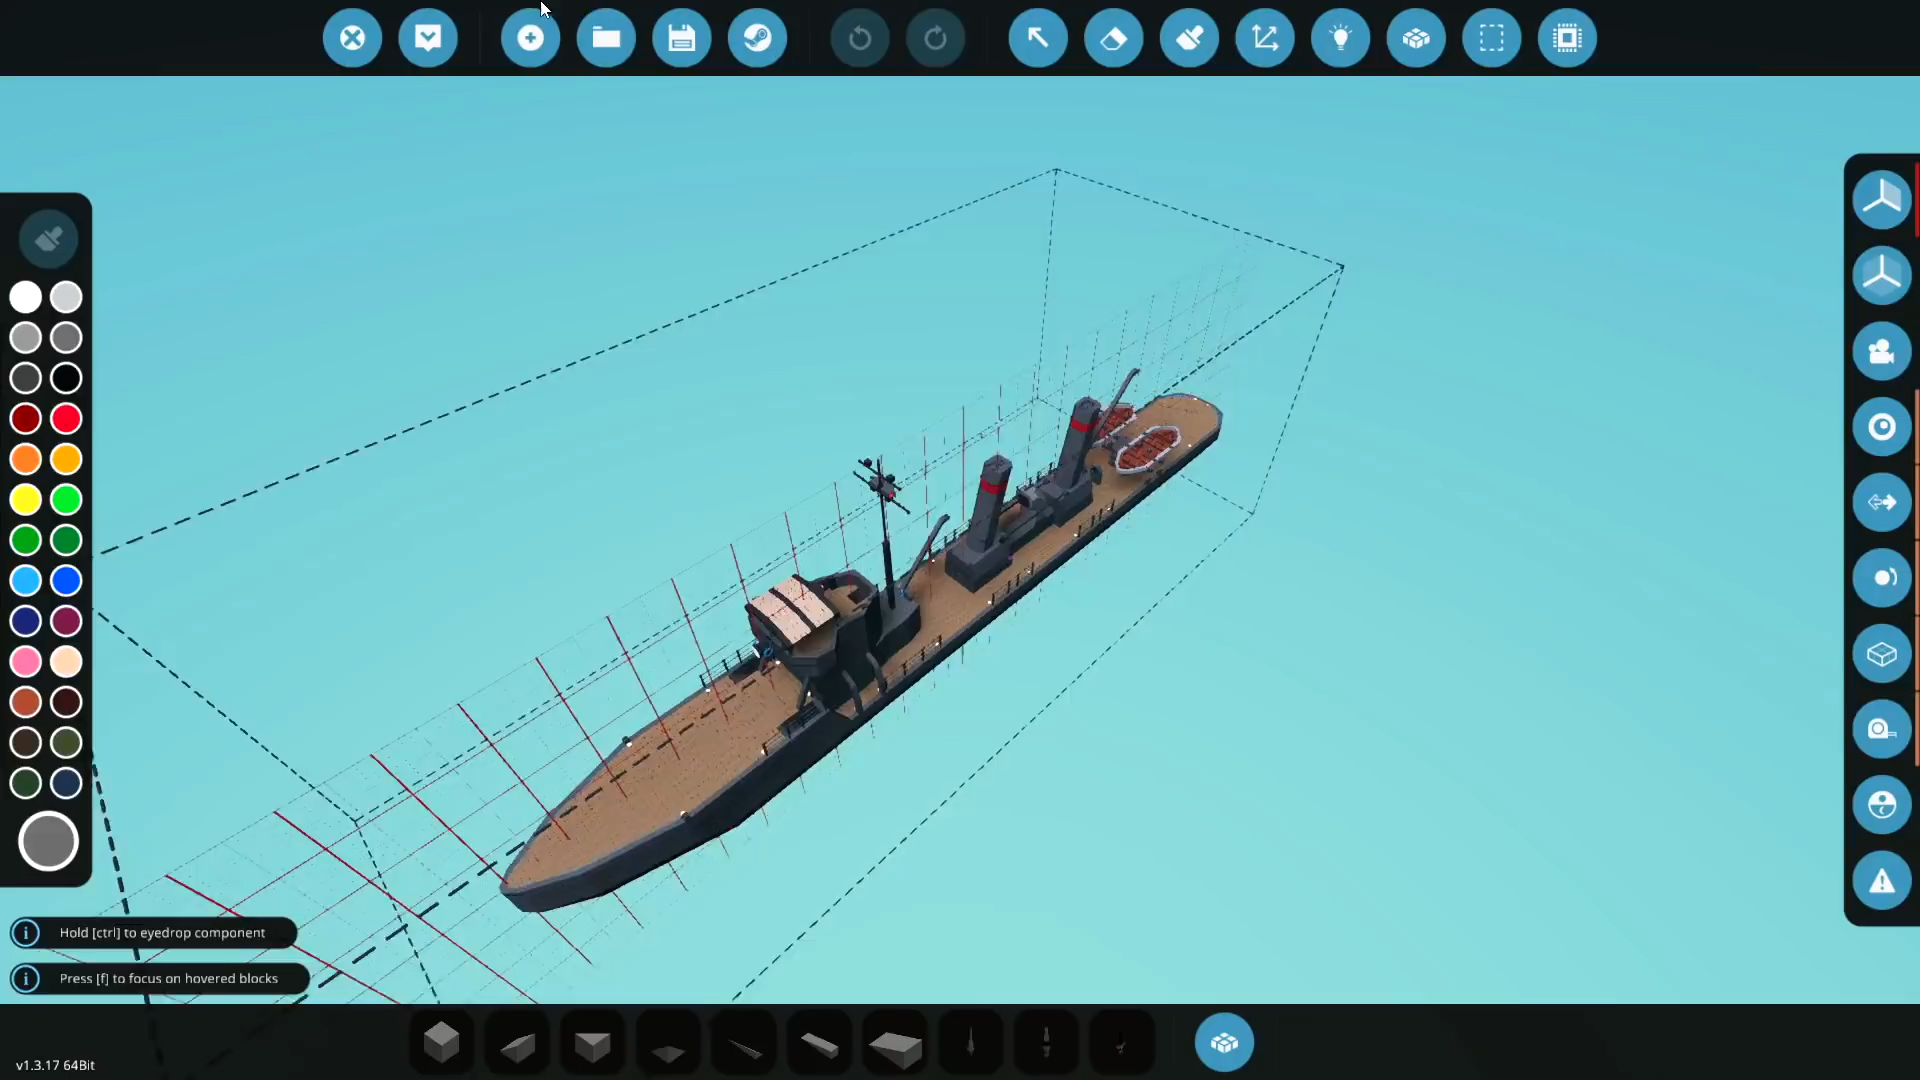 Hold [ctrl] to eyedrop component
Press [f] to focus on hovered blocks
v1.3.17 64Bit